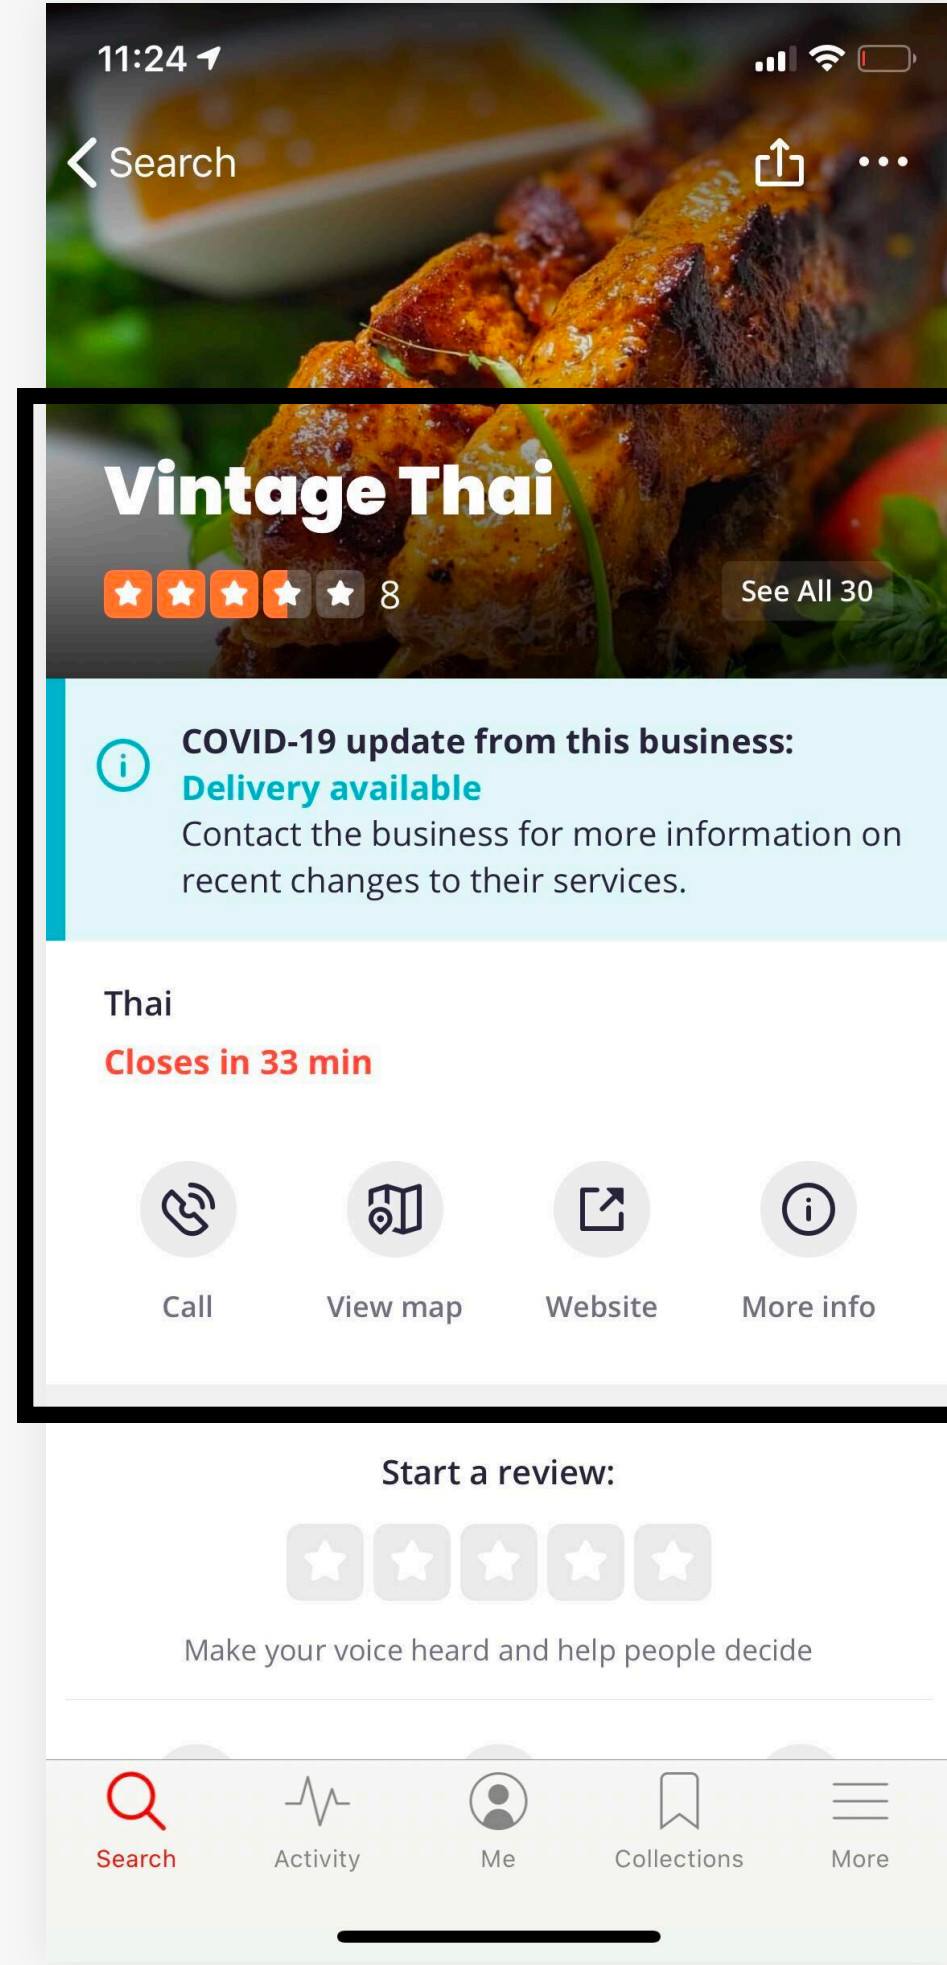 11:24
Search
Vintage Thai
8
See All 30
COVID-19 update from this business:
Delivery available
Contact the business for more information on
recent changes to their services.
Thai
Closes in 33 min
Call
View map
Website
More info
Start a review:
Make your voice heard and help people decide
Search
Activity
Me
Collections
More